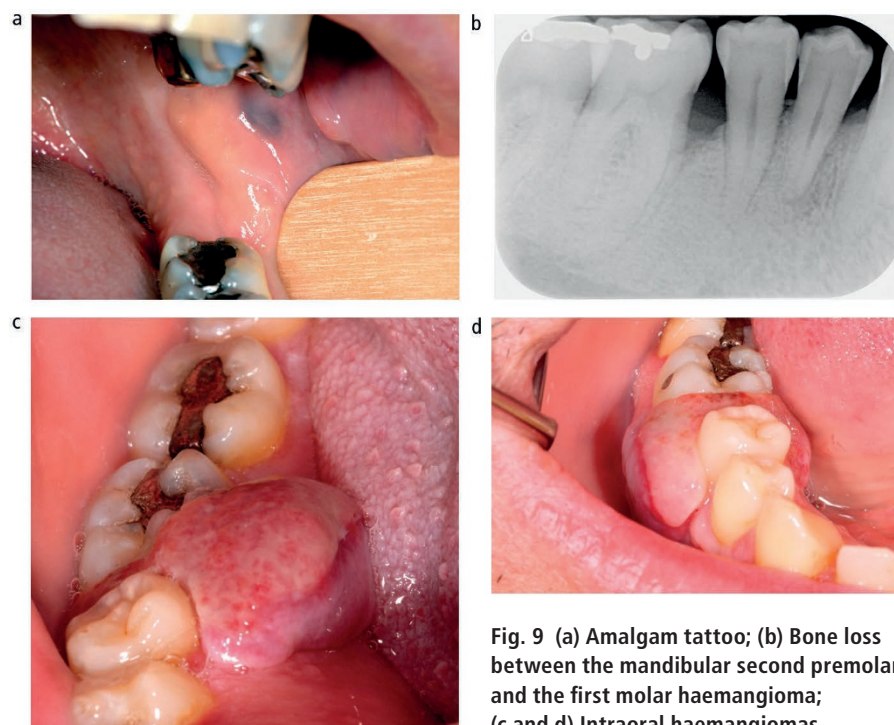 a
b
c
d
Fig. 9 (a) Amalgam tattoo; (b) Bone loss
between the mandibular second premolar
and the first molar haemangioma;
(c and d) Intraoral haemangiomas